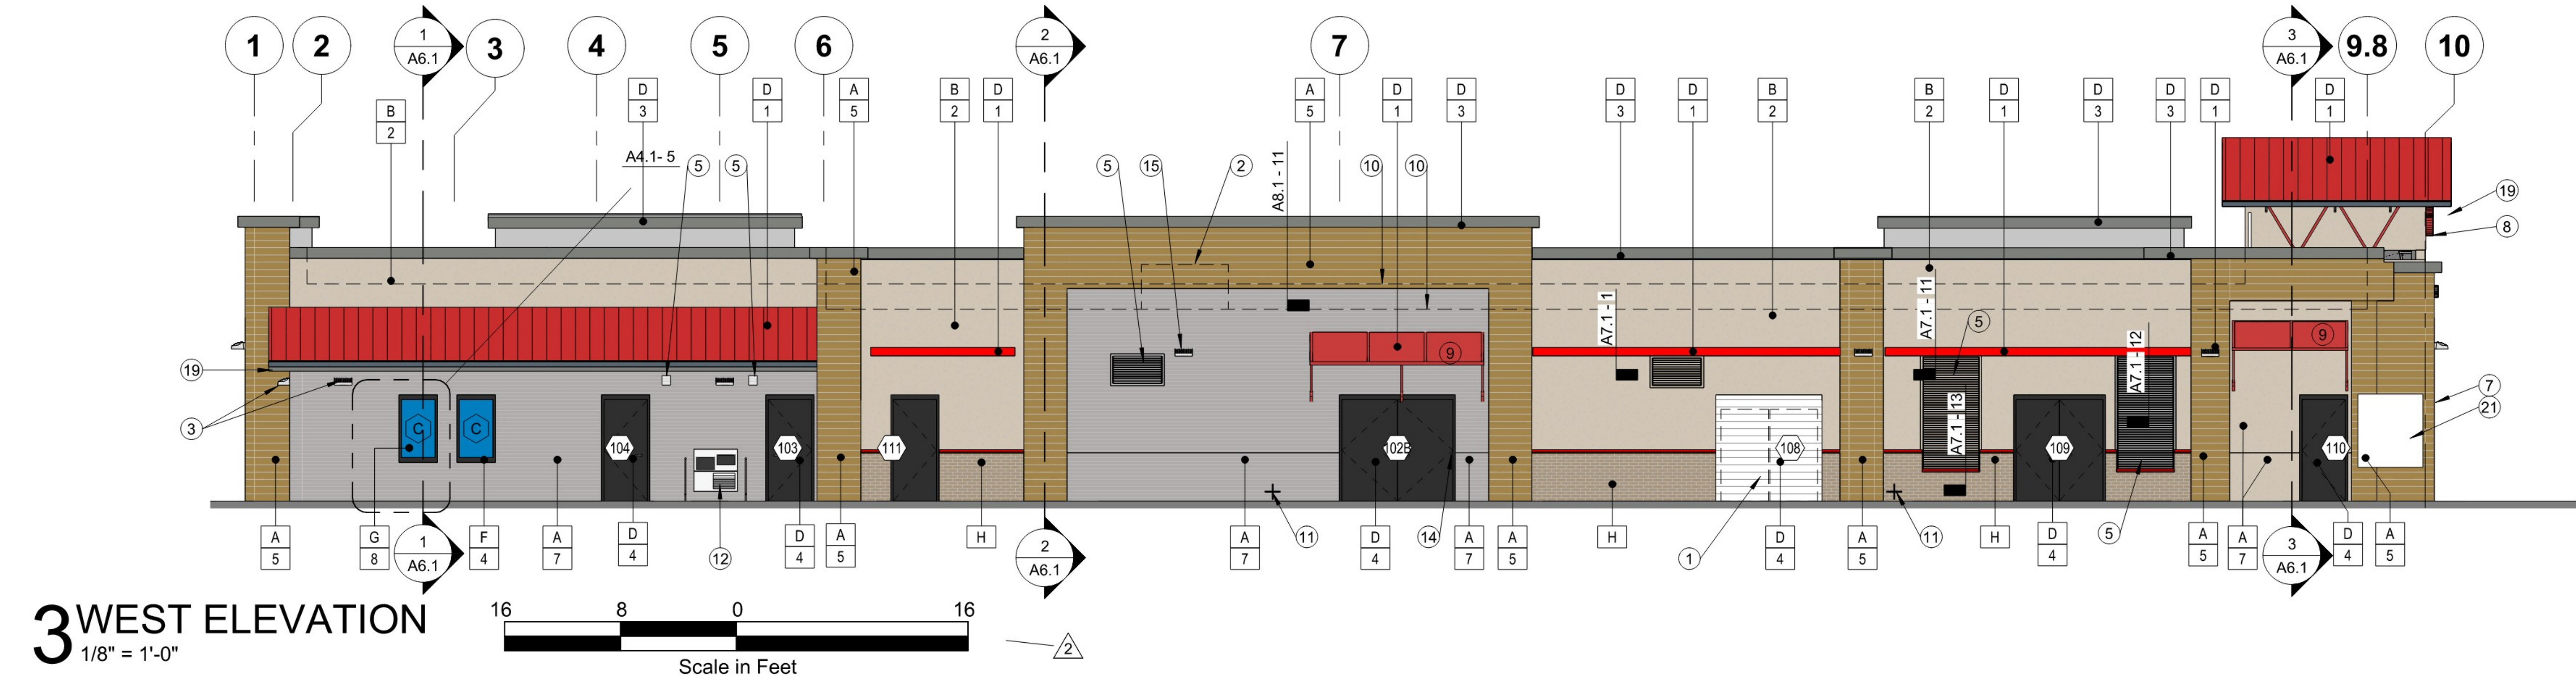 1
2
1
A6.1
3
4
5
6
2
A6.1
7
3
A6.1
9.8
10
B
2
D
3
D
1
A
5
B
2
D
1
A
5
D
1
D
3
D
3
D
1
B
2
B
2
D
1
D
3
D
3
D
1
D
1
A4.1- 5
5
5
5
15
2
A8.1 - 11
10
10
19
8
A7.1 - 1
A7.1 - 11
5
A7.1 - 12
A7.1 - 13
9
9
19
3
7
21
C
C
104
103
111
102B
108
109
110
A
5
G
8
1
A6.1
F
4
A
7
D
4
12
D
4
A
5
H
2
A6.1
A
7
11
D
4
14
A
7
A
5
H
1
D
4
A
5
11
H
D
4
5
A
5
A
7
3
A6.1
D
4
A
5
3 WEST ELEVATION
1/8" = 1'-0"
16 8 0 16
Scale in Feet
2